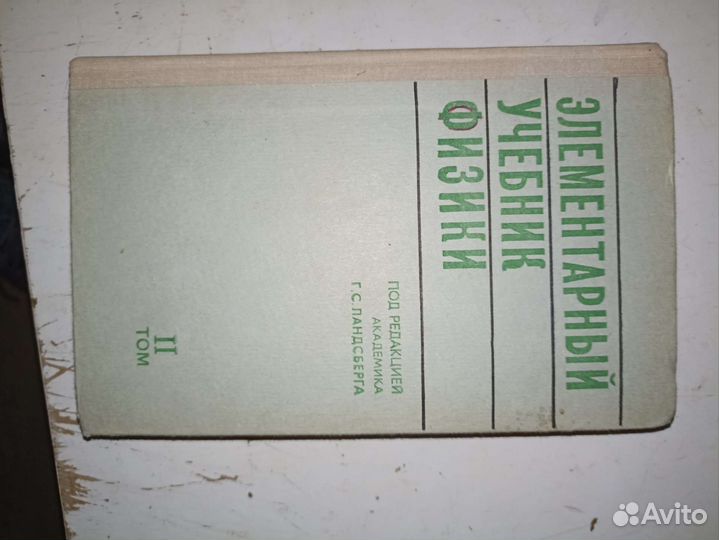 ЭЛЕМЕНТАРНЫЙ
УЧЕБНИК
ФИЗИКИ
ПОД РЕДАКЦИЕЙ
АКАДЕМИКА
Г.С.ЛАНДСБЕРГА
II
ТОМ
Avito